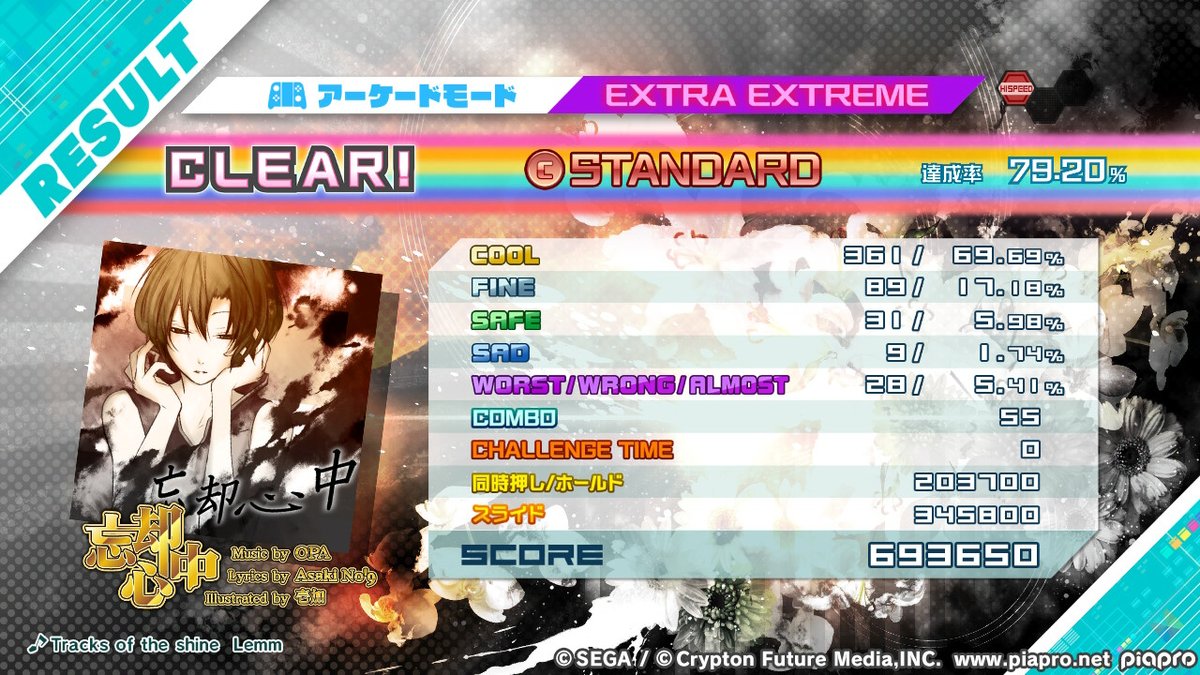 RESULT
アーケードモード
EXTRA EXTREME
HISPEED
CLEAR!
C STANDARD
達成率 79.20%
COOL 361/ 69.69%
FINE 89/ 17.18%
SAFE 31/ 5.98%
SAD 9/ 1.74%
WORST/WRONG/ALMOST 28/ 5.41%
COMBO 55
CHALLENGE TIME 0
同時押し/ホールド 203700
スライド 345800
SCORE 693650
忘却心中
忘却心中
Music by OPA
Lyrics by Asaki No'9
Illustrated by 壱加
♪Tracks of the shine Lemm
© SEGA / © Crypton Future Media,INC. www.piapro.net piapro